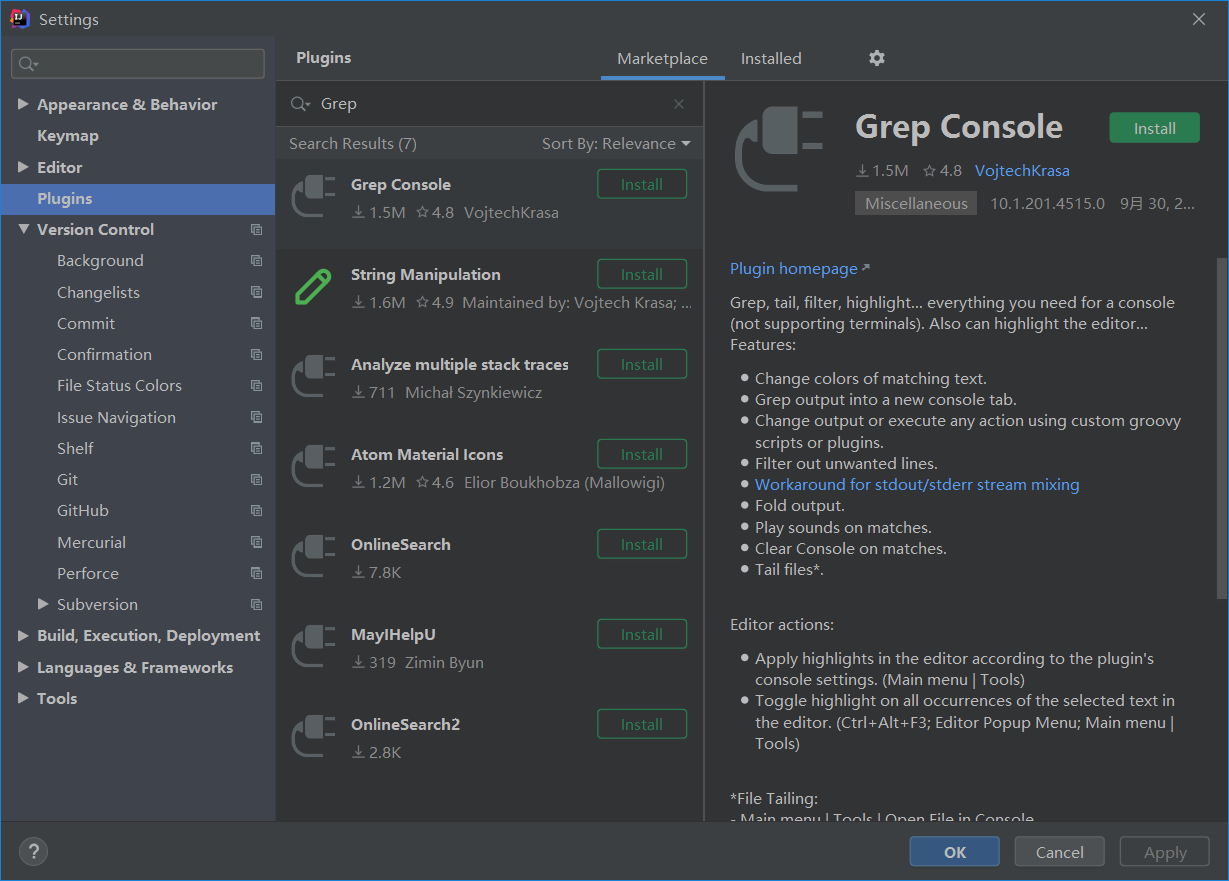 Settings
Appearance & Behavior
Keymap
Editor
Plugins
Version Control
Background
Changelists
Commit
Confirmation
File Status Colors
Issue Navigation
Shelf
Git
GitHub
Mercurial
Perforce
Subversion
Build, Execution, Deployment
Languages & Frameworks
Tools
Plugins
Marketplace
Installed
Grep
Search Results (7)
Sort By: Relevance
Grep Console
Install
1.5M 4.8 VojtechKrasa
String Manipulation
Install
1.6M 4.9 Maintained by: Vojtech Krasa; ...
Analyze multiple stack traces
Install
711 Michał Szynkiewicz
Atom Material Icons
Install
1.2M 4.6 Elior Boukhobza (Mallowigi)
OnlineSearch
Install
7.8K
MayIHelpU
Install
319 Zimin Byun
OnlineSearch2
Install
2.8K
Grep Console
Install
1.5M 4.8 VojtechKrasa
Miscellaneous 10.1.201.4515.0 9月 30, 2...
Plugin homepage
Grep, tail, filter, highlight... everything you need for a console
(not supporting terminals). Also can highlight the editor...
Features:
Change colors of matching text.
Grep output into a new console tab.
Change output or execute any action using custom groovy
scripts or plugins.
Filter out unwanted lines.
Workaround for stdout/stderr stream mixing
Fold output.
Play sounds on matches.
Clear Console on matches.
Tail files*.
Editor actions:
Apply highlights in the editor according to the plugin's
console settings. (Main menu | Tools)
Toggle highlight on all occurrences of the selected text in
the editor. (Ctrl+Alt+F3; Editor Popup Menu; Main menu |
Tools)
*File Tailing:
- Main menu | Tools | Open File in Console
?
OK
Cancel
Apply